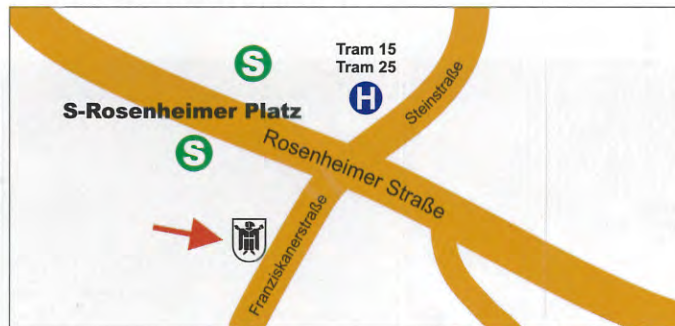 Tram 15
Tram 25
S
H
Steinstraße
S-Rosenheimer Platz
S
Rosenheimer Straße
Franziskanerstraße